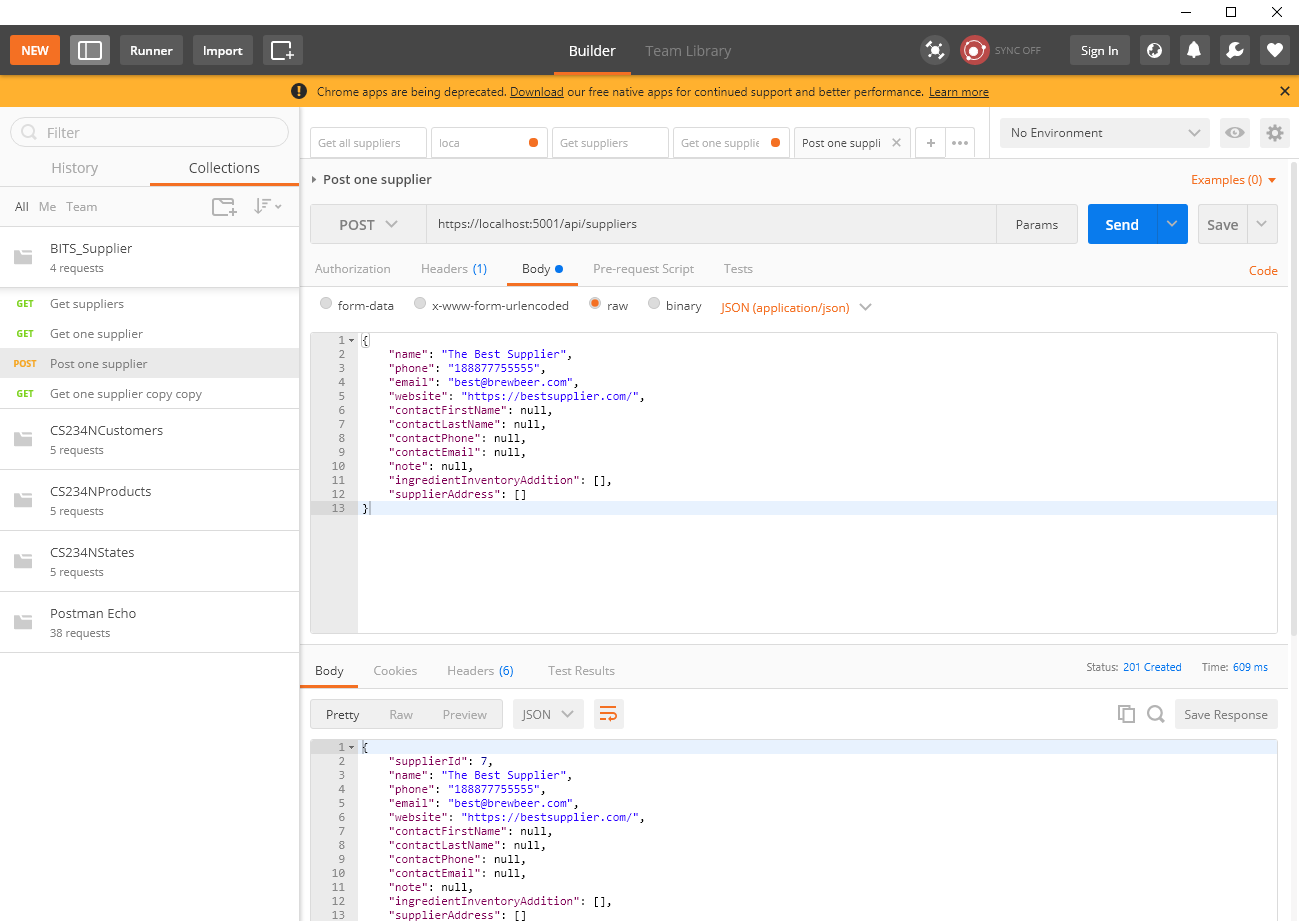 NEW Runner Import Builder Team Library SYNC OFF Sign In
! Chrome apps are being deprecated. Download our free native apps for continued support and better performance. Learn more
Filter
History Collections
All Me Team
BITS_Supplier
4 requests
GET Get suppliers
GET Get one supplier
POST Post one supplier
GET Get one supplier copy copy
CS234NCustomers
5 requests
CS234NProducts
5 requests
CS234NStates
5 requests
Postman Echo
38 requests
Get all suppliers loca Get suppliers Get one supplie Post one suppli No Environment
Post one supplier Examples (0)
POST https://localhost:5001/api/suppliers Params Send Save
Authorization Headers (1) Body Pre-request Script Tests Code
form-data x-www-form-urlencoded raw binary JSON (application/json)
1 {
2 "name": "The Best Supplier",
3 "phone": "188877755555",
4 "email": "best@brewbeer.com",
5 "website": "https://bestsupplier.com/",
6 "contactFirstName": null,
7 "contactLastName": null,
8 "contactPhone": null,
9 "contactEmail": null,
10 "note": null,
11 "ingredientInventoryAddition": [],
12 "supplierAddress": []
13 }
Body Cookies Headers (6) Test Results Status: 201 Created Time: 609 ms
Pretty Raw Preview JSON Save Response
1 {
2 "supplierId": 7,
3 "name": "The Best Supplier",
4 "phone": "188877755555",
5 "email": "best@brewbeer.com",
6 "website": "https://bestsupplier.com/",
7 "contactFirstName": null,
8 "contactLastName": null,
9 "contactPhone": null,
10 "contactEmail": null,
11 "note": null,
12 "ingredientInventoryAddition": [],
13 "supplierAddress": []